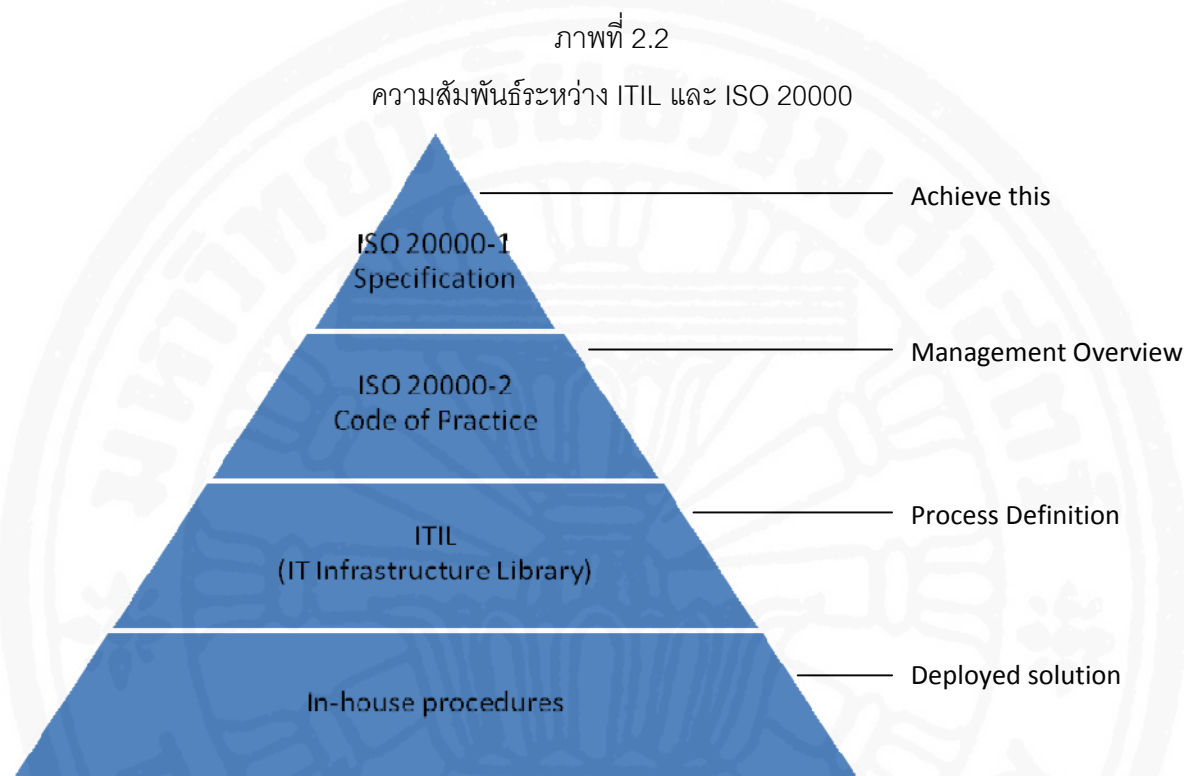 ภาพที่ 2.2
ความสัมพันธ์ระหว่าง ITIL และ ISO 20000
Achieve this
ISO 20000-1
Specification
Management Overview
ISO 20000-2
Code of Practice
Process Definition
ITIL
(IT Infrastructure Library)
Deployed solution
In-house procedures